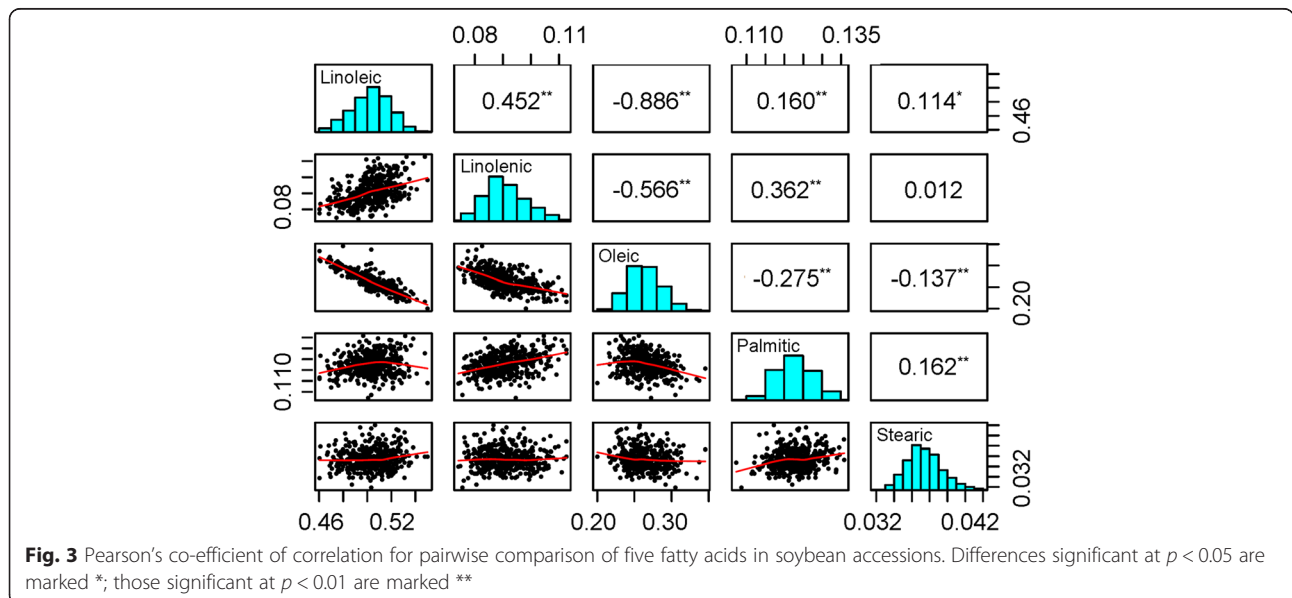 0.08 0.11 0.110 0.135
Linoleic 0.452** -0.886** 0.160** 0.114* 0.46
0.08 Linolenic -0.566** 0.362** 0.012
Oleic -0.275** -0.137** 0.20
0.110 Palmitic 0.162**
Stearic 0.032
0.46 0.52 0.20 0.30 0.032 0.042
Fig. 3 Pearson's co-efficient of correlation for pairwise comparison of five fatty acids in soybean accessions. Differences significant at p < 0.05 are
marked *; those significant at p < 0.01 are marked **